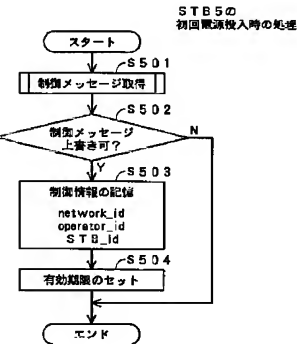 STB5の
初回電源投入時の処理
スタート
S501
制御メッセージ取得
S502
制御メッセージ
上書き可?
N
Y
S503
制御情報の記憶
network_id
operator_id
STB_id
S504
有効期限のセット
エンド